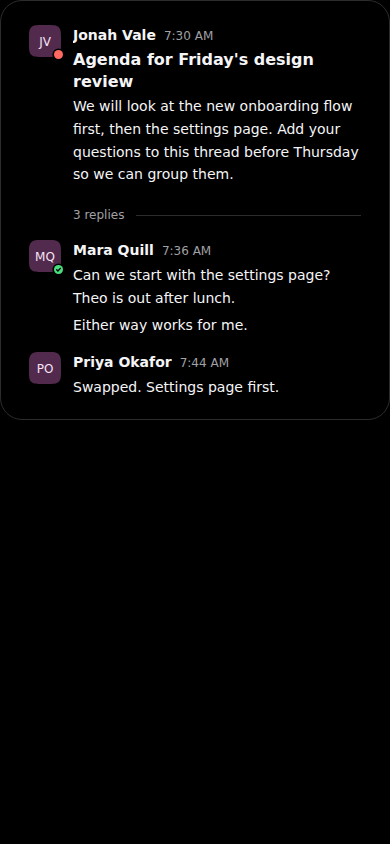 JV
Jonah Vale 7:30 AM
Agenda for Friday's design
review
We will look at the new onboarding flow
first, then the settings page. Add your
questions to this thread before Thursday
so we can group them.
3 replies
MQ
Mara Quill 7:36 AM
Can we start with the settings page?
Theo is out after lunch.
Either way works for me.
PO
Priya Okafor 7:44 AM
Swapped. Settings page first.